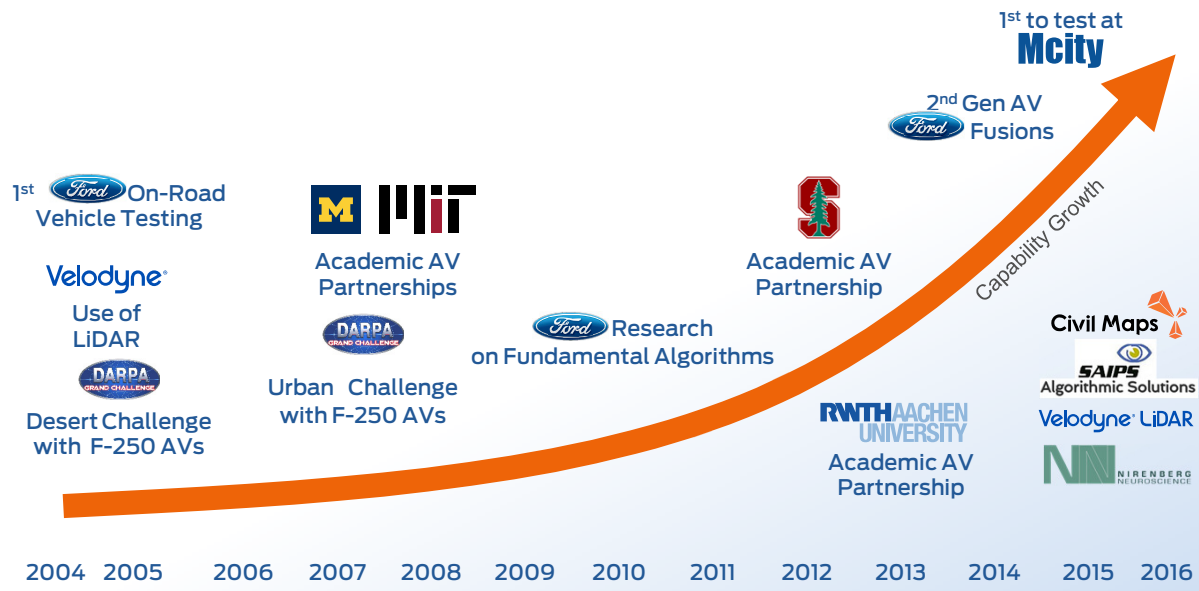 1st to test at
Mcity
2nd Gen AV
Ford Fusions
1st Ford On-Road
Vehicle Testing
Velodyne®
Use of
LiDAR
DARPA
GRAND CHALLENGE
Desert Challenge
with F-250 AVs
M MIT
Academic AV
Partnerships
DARPA
GRAND CHALLENGE
Urban Challenge
with F-250 AVs
Ford Research
on Fundamental Algorithms
S
Academic AV
Partnership
RWTH AACHEN
UNIVERSITY
Academic AV
Partnership
Capability Growth
Civil Maps
SAIPS
Algorithmic Solutions
Velodyne® LiDAR
NN NIRENBERG
NEUROSCIENCE
2004 2005 2006 2007 2008 2009 2010 2011 2012 2013 2014 2015 2016